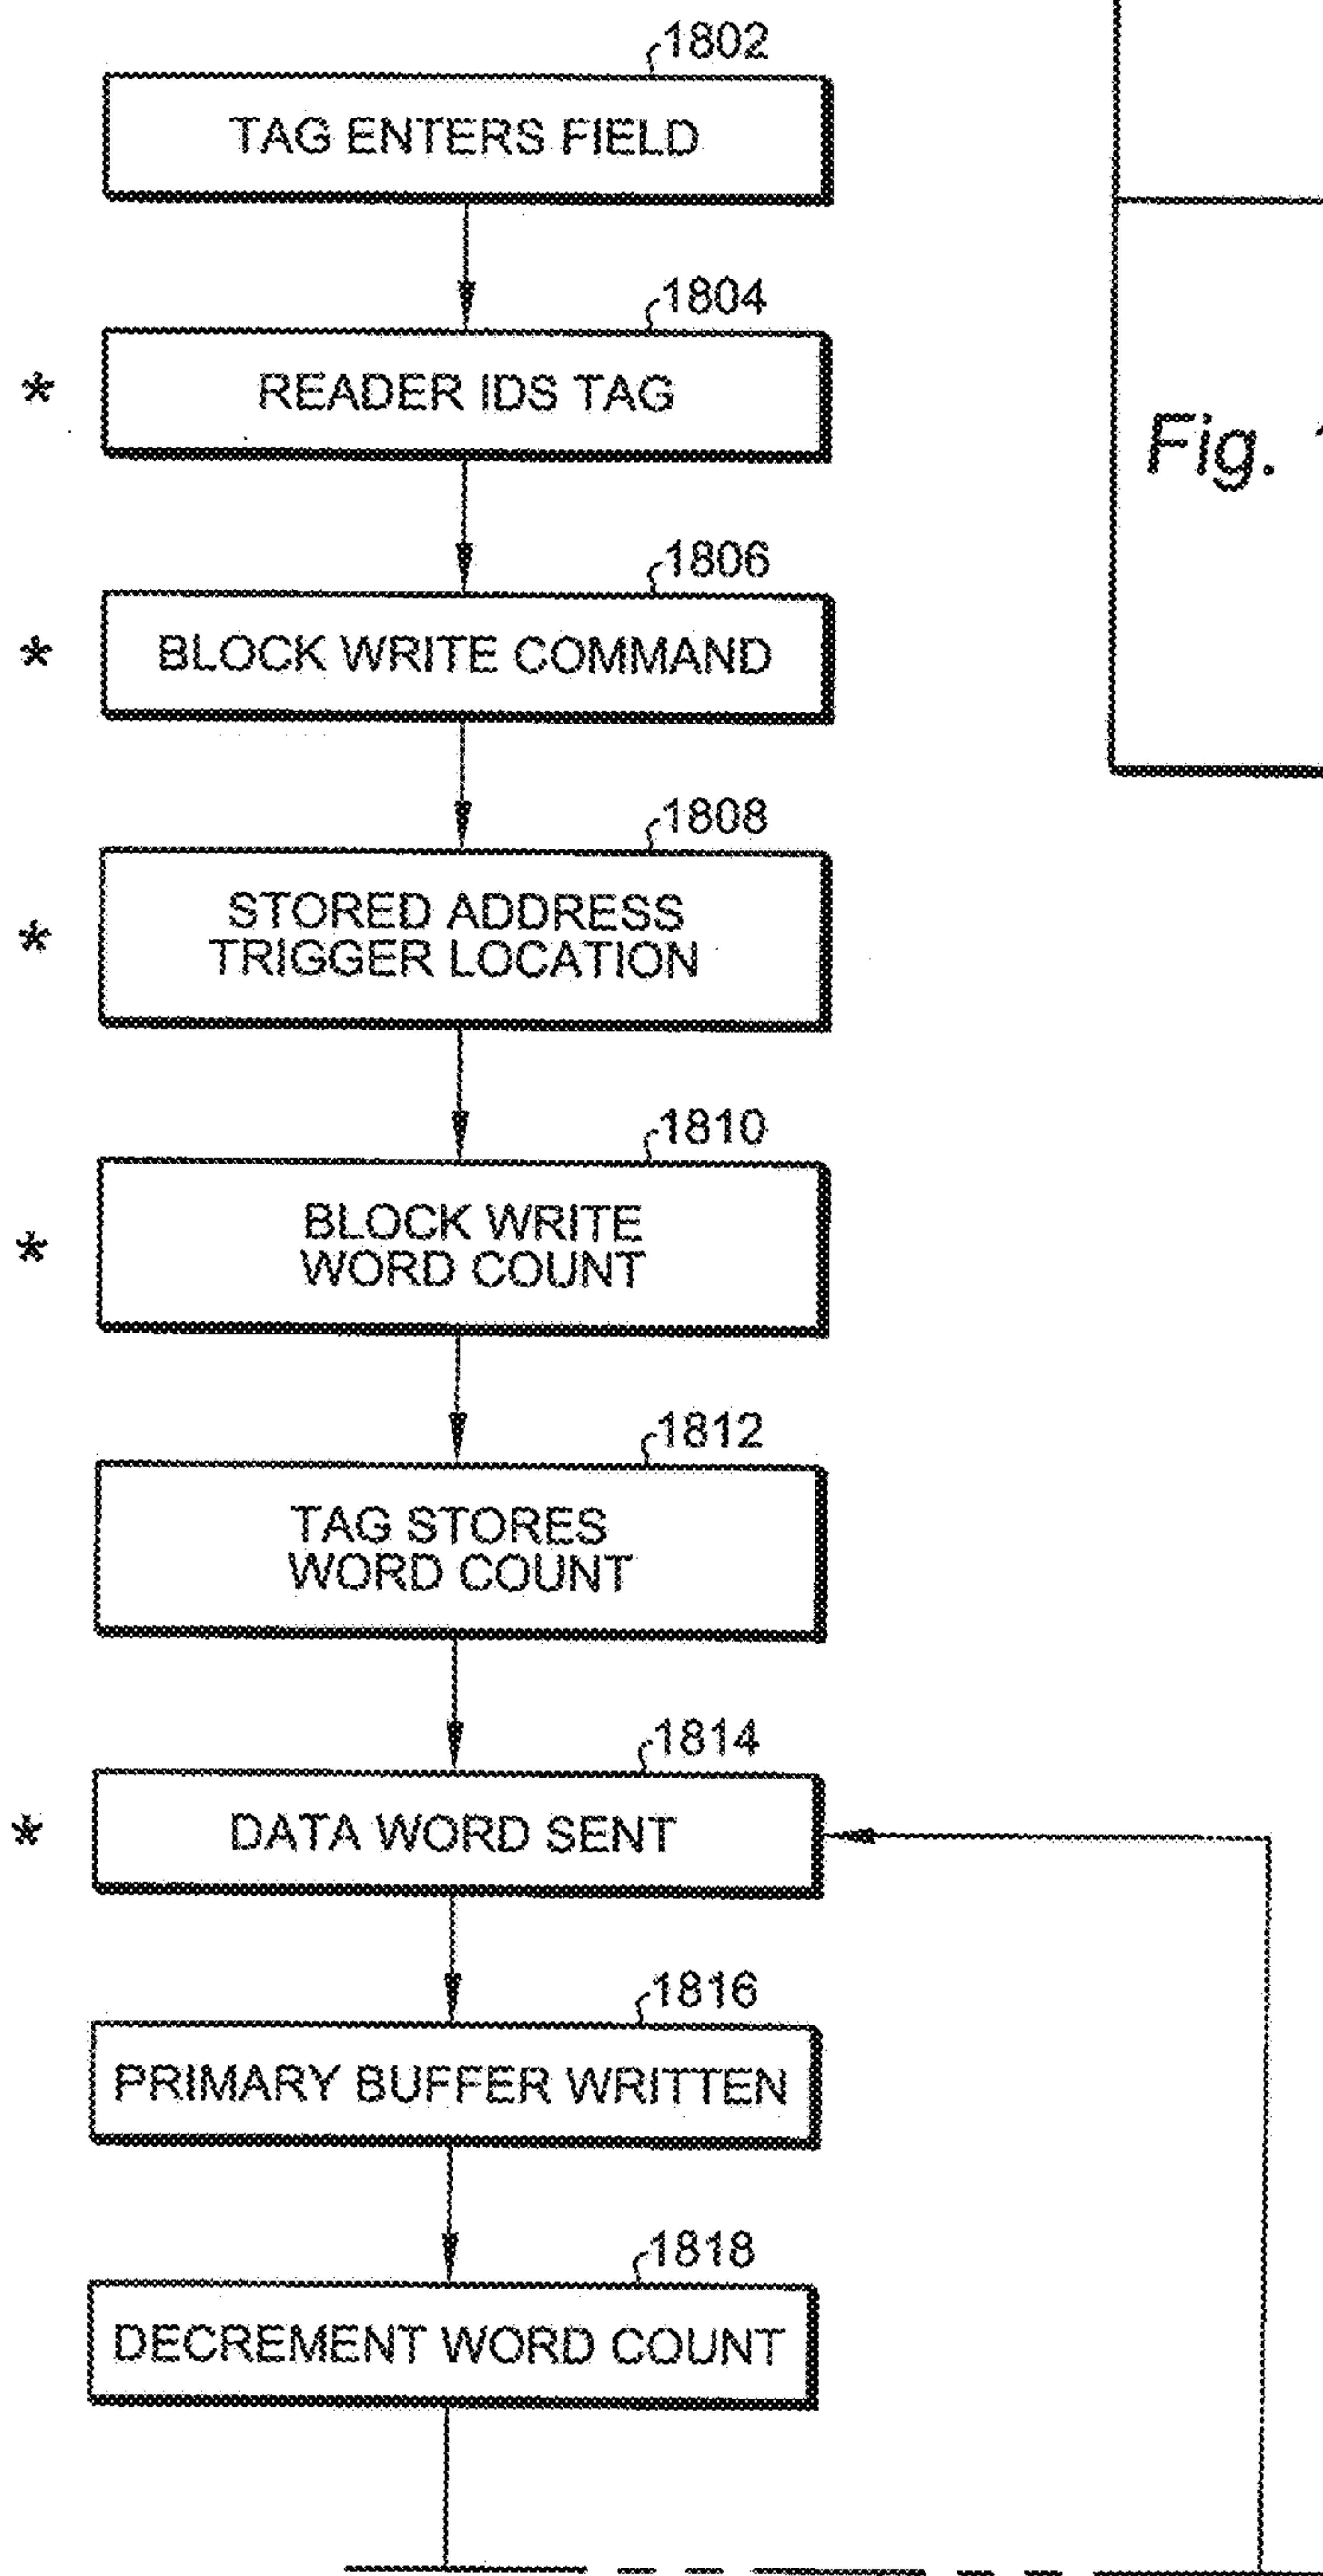 1802
TAG ENTERS FIELD
1804
* READER IDS TAG
Fig.
1806
* BLOCK WRITE COMMAND
1808
* STORED ADDRESS
TRIGGER LOCATION
1810
* BLOCK WRITE
WORD COUNT
1812
TAG STORES
WORD COUNT
1814
* DATA WORD SENT
1816
PRIMARY BUFFER WRITTEN
1818
DECREMENT WORD COUNT